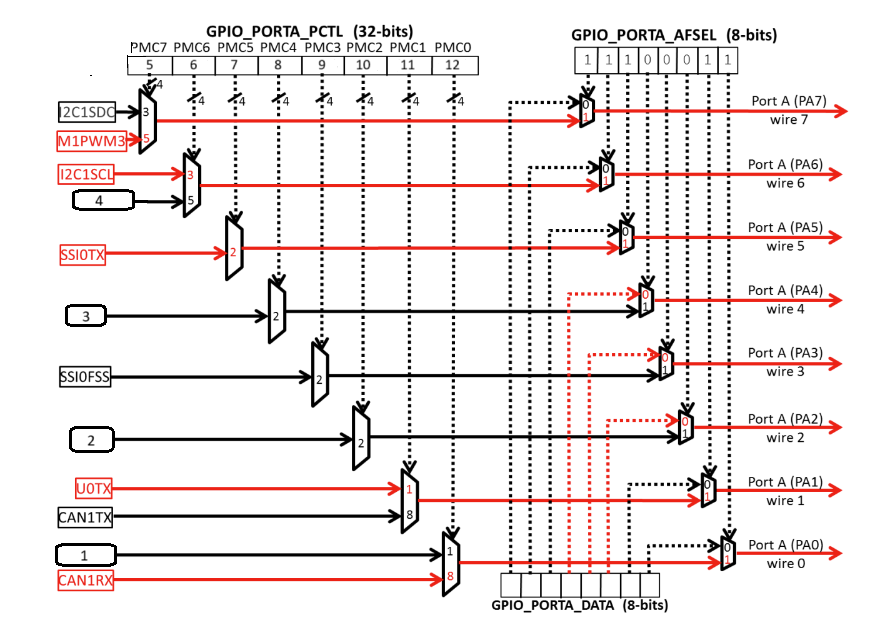 GPIO_PORTA_PCTL (32-bits)
PMC7 PMC6 PMC5 PMC4 PMC3 PMC2 PMC1 PMC0
5 6 7 8 9 10 11 12
4 4 4 4 4 4 4 4
GPIO_PORTA_AFSEL (8-bits)
1 1 1 0 0 0 1 1
I2C1SDC
3
M1PWM3
5
0
1
Port A (PA7)
wire 7
I2C1SCL
3
4
5
0
1
Port A (PA6)
wire 6
SSI0TX
2
0
1
Port A (PA5)
wire 5
3
2
0
1
Port A (PA4)
wire 4
SSI0FSS
2
0
1
Port A (PA3)
wire 3
2
2
0
1
Port A (PA2)
wire 2
U0TX
1
CAN1TX
8
0
1
Port A (PA1)
wire 1
1
1
CAN1RX
8
0
1
Port A (PA0)
wire 0
GPIO_PORTA_DATA (8-bits)